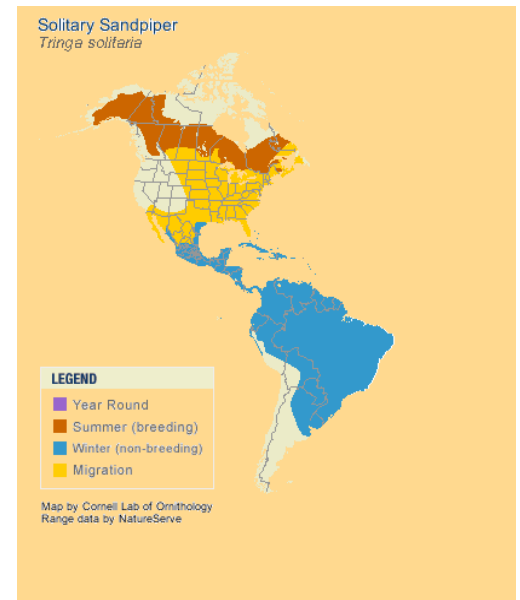 Solitary Sandpiper
Tringa solitaria
LEGEND
Year Round
Summer (breeding)
Winter (non-breeding)
Migration
Map by Cornell Lab of Ornithology
Range data by NatureServe